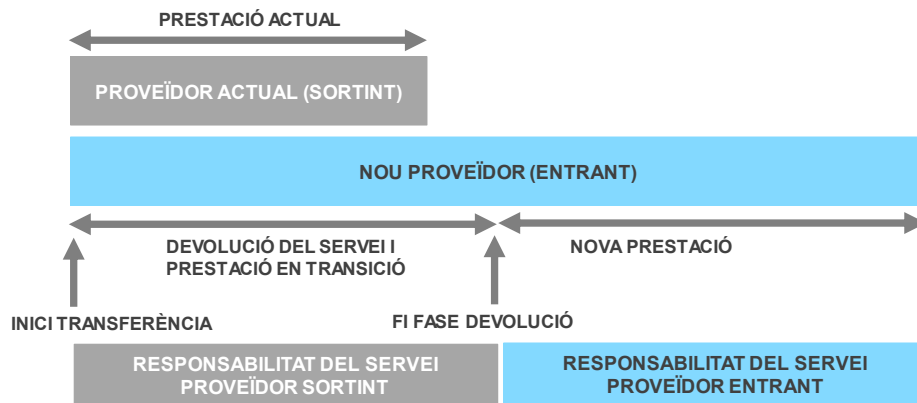 PRESTACIÓ ACTUAL
PROVEÏDOR ACTUAL (SORTINT)
NOU PROVEÏDOR (ENTRANT)
DEVOLUCIÓ DEL SERVEI I
PRESTACIÓ EN TRANSICIÓ
NOVA PRESTACIÓ
INICI TRANSFERÈNCIA
FI FASE DEVOLUCIÓ
RESPONSABILITAT DEL SERVEI
PROVEÏDOR SORTINT
RESPONSABILITAT DEL SERVEI
PROVEÏDOR ENTRANT